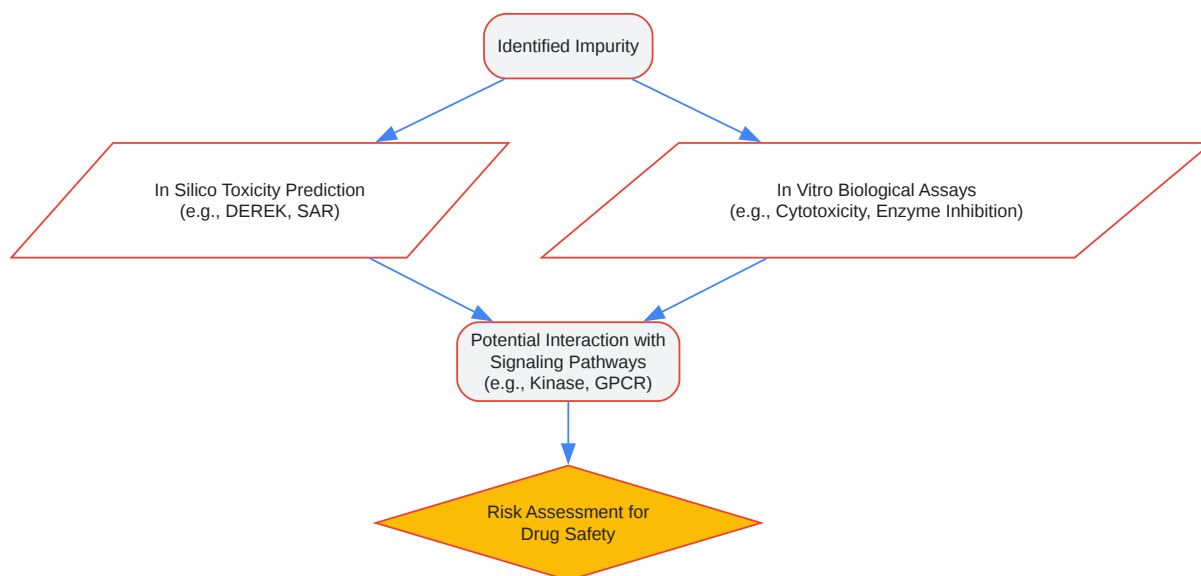 Identified Impurity
In Silico Toxicity Prediction
(e.g., DEREK, SAR)
In Vitro Biological Assays
(e.g., Cytotoxicity, Enzyme Inhibition)
Potential Interaction with
Signaling Pathways
(e.g., Kinase, GPCR)
Risk Assessment for
Drug Safety